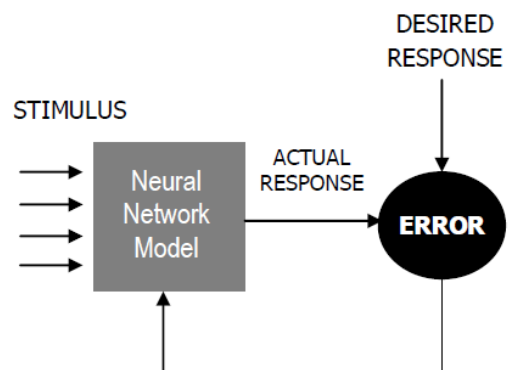 DESIRED
RESPONSE
STIMULUS
Neural
Network
Model
ACTUAL
RESPONSE
ERROR